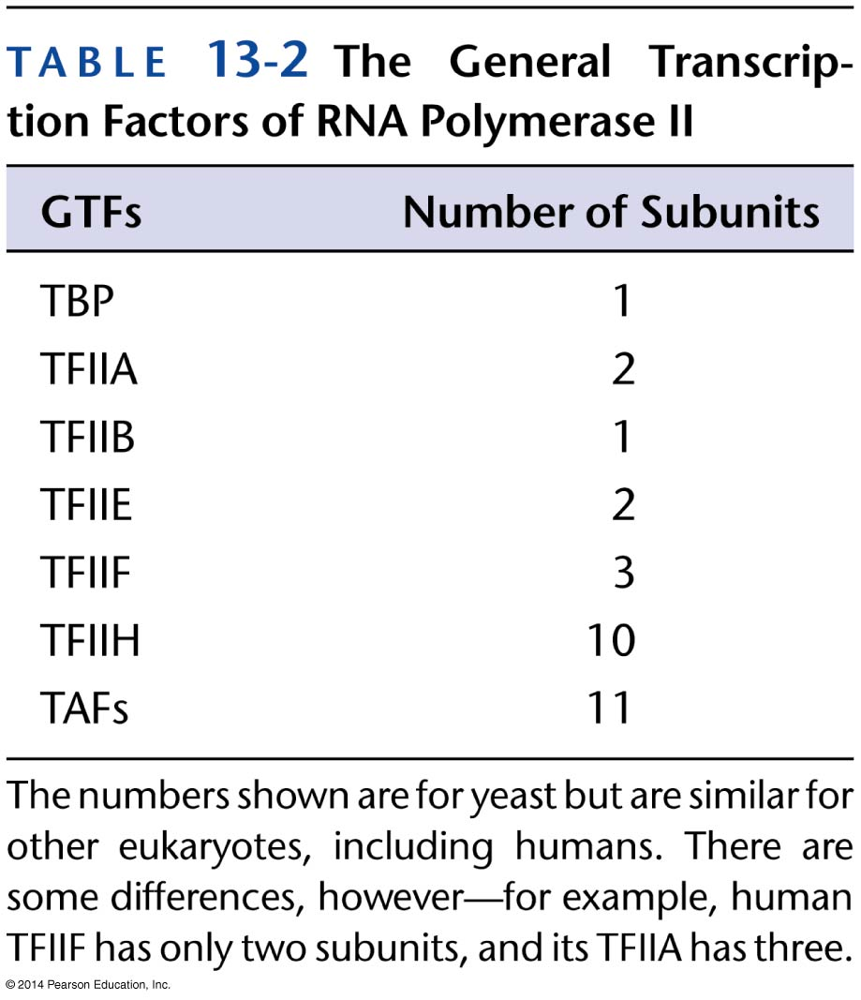 TABLE 13-2 The General Transcrip-
tion Factors of RNA Polymerase II
GTFs Number of Subunits
TBP 1
TFIIA 2
TFIIB 1
TFIIE 2
TFIIF 3
TFIIH 10
TAFs 11
The numbers shown are for yeast but are similar for
other eukaryotes, including humans. There are
some differences, however—for example, human
TFIIF has only two subunits, and its TFIIA has three.
© 2014 Pearson Education, Inc.